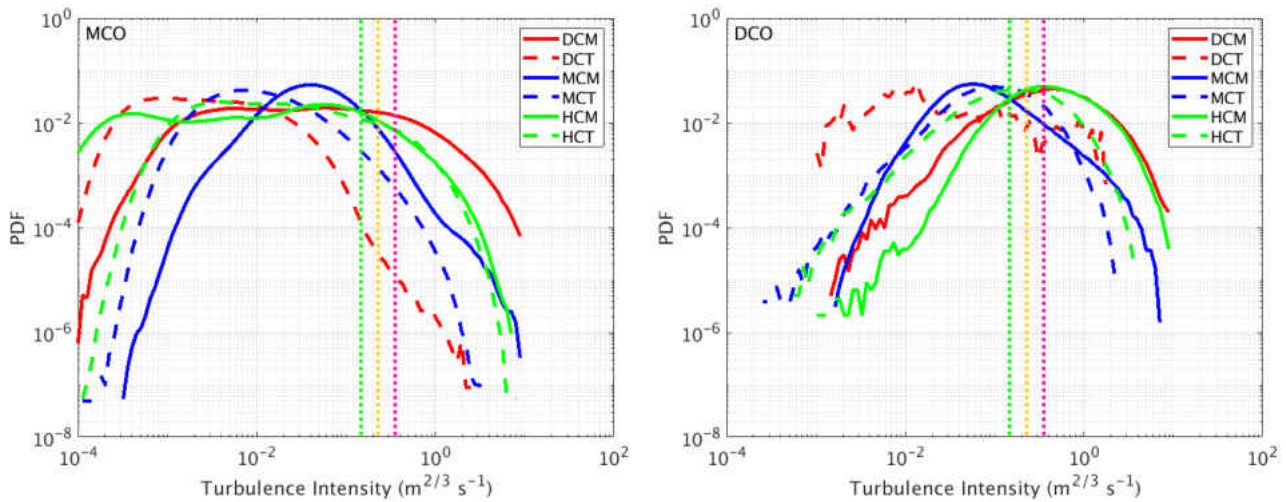 MCO
PDF
10^0
10^-2
10^-4
10^-6
10^-8
10^-4
10^-2
10^0
10^2
Turbulence Intensity (m^2/3 s^-1)
DCM
DCT
MCM
MCT
HCM
HCT
DCO
PDF
10^0
10^-2
10^-4
10^-6
10^-8
10^-4
10^-2
10^0
10^2
Turbulence Intensity (m^2/3 s^-1)
DCM
DCT
MCM
MCT
HCM
HCT